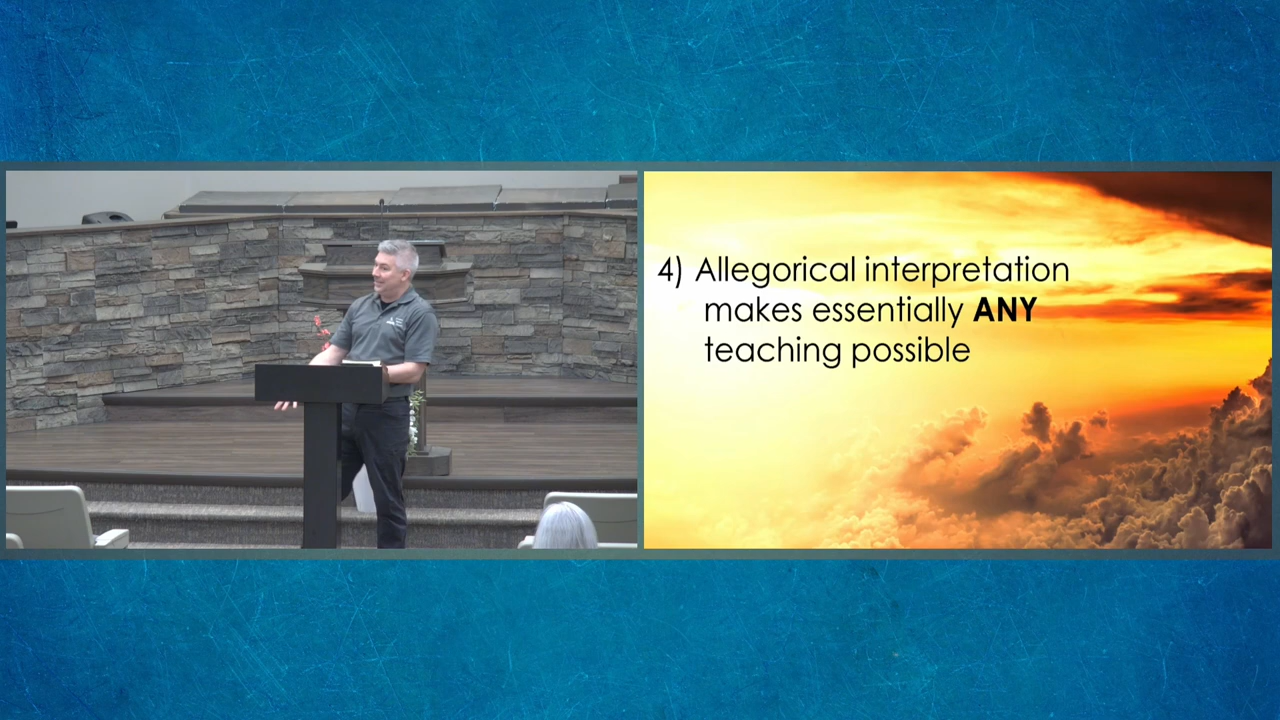 4) Allegorical interpretation
makes essentially ANY
teaching possible